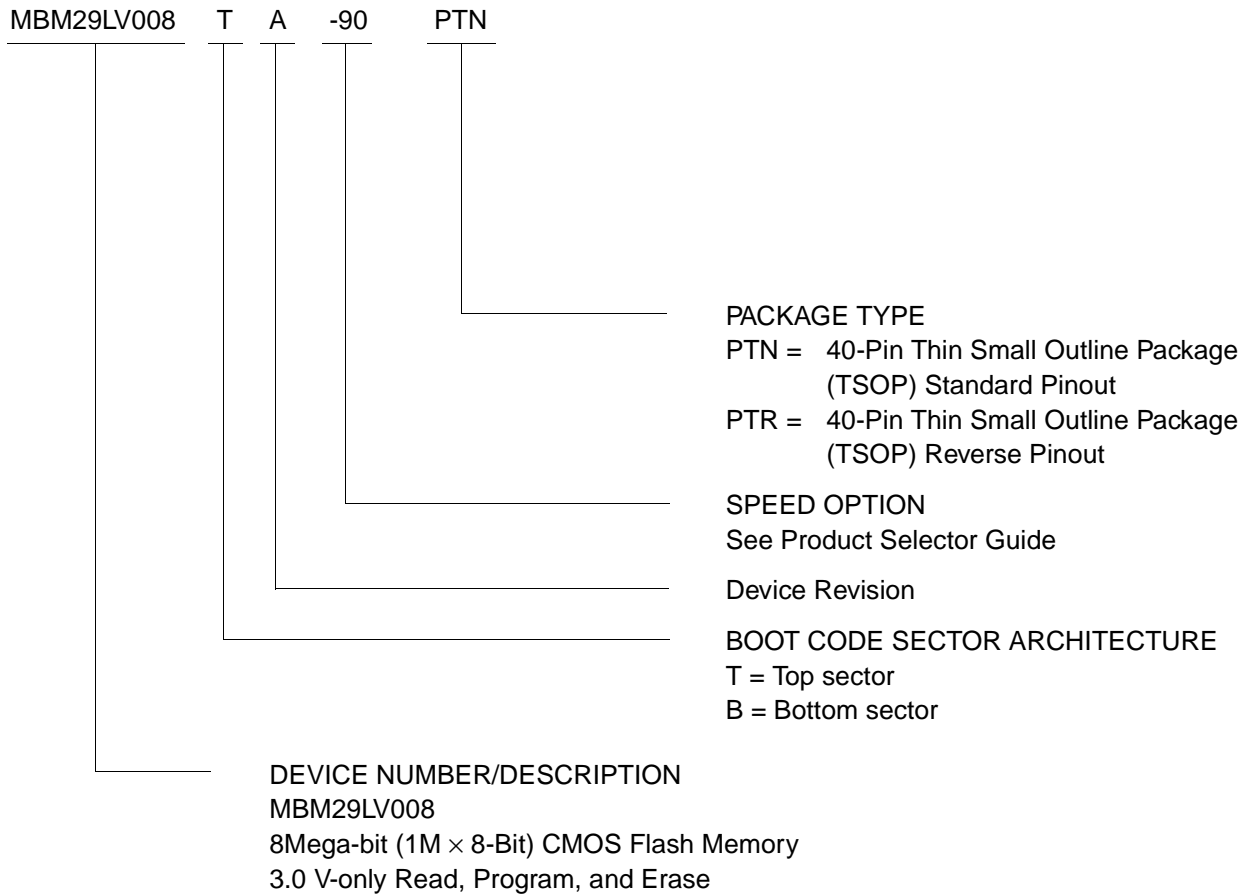 MBM29LV008 T A -90 PTN
PACKAGE TYPE
PTN = 40-Pin Thin Small Outline Package
(TSOP) Standard Pinout
PTR = 40-Pin Thin Small Outline Package
(TSOP) Reverse Pinout
SPEED OPTION
See Product Selector Guide
Device Revision
BOOT CODE SECTOR ARCHITECTURE
T = Top sector
B = Bottom sector
DEVICE NUMBER/DESCRIPTION
MBM29LV008
8Mega-bit (1M × 8-Bit) CMOS Flash Memory
3.0 V-only Read, Program, and Erase